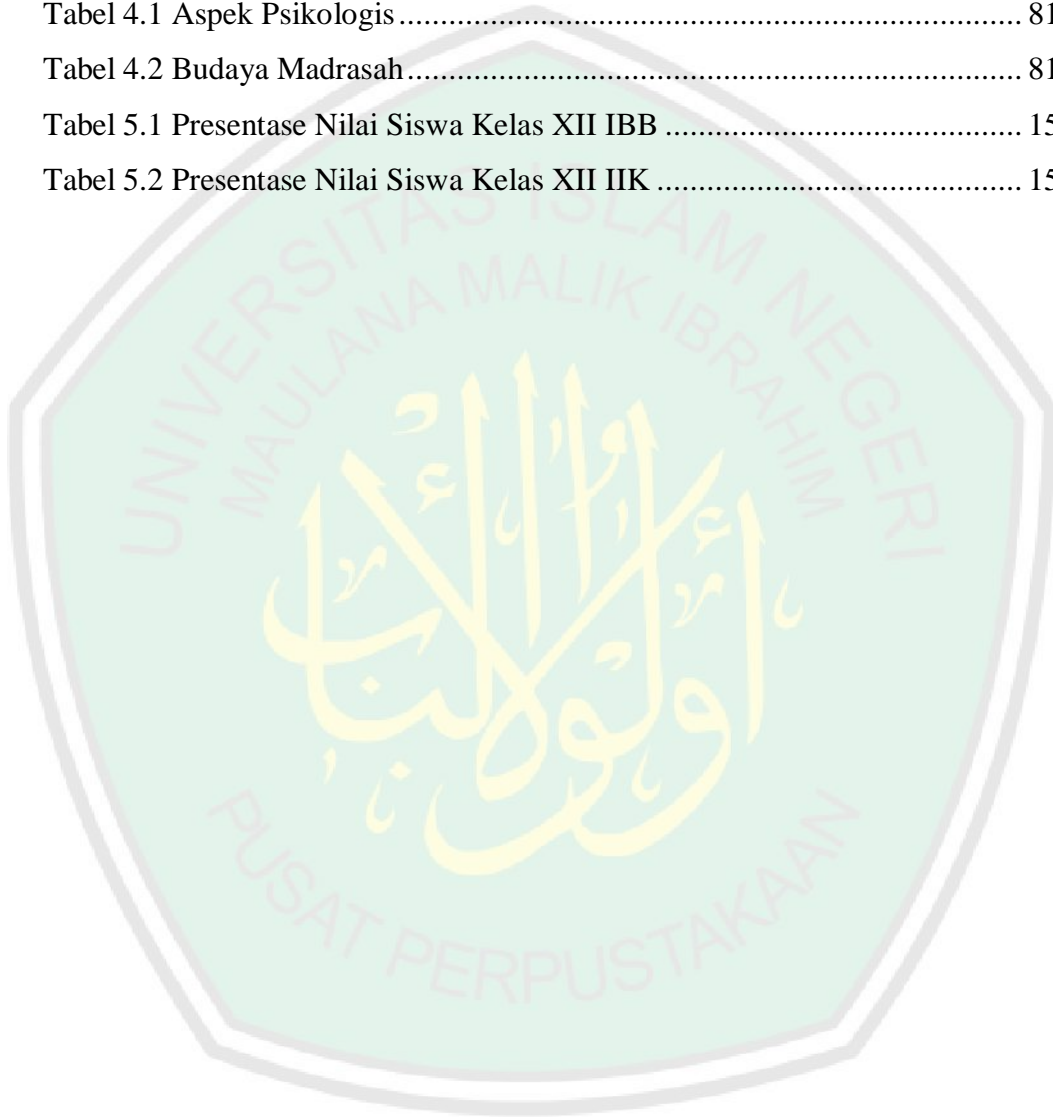 Tabel 4.1 Aspek Psikologis .......................................................................... 81
Tabel 4.2 Budaya Madrasah ......................................................................... 81
Tabel 5.1 Presentase Nilai Siswa Kelas XII IBB .......................................... 15
Tabel 5.2 Presentase Nilai Siswa Kelas XII IIK ........................................... 15
UNIVERSITAS ISLAM NEGERI
MAULANA MALIK IBRAHIM
أولوا الألباب
PUSAT PERPUSTAKAAN